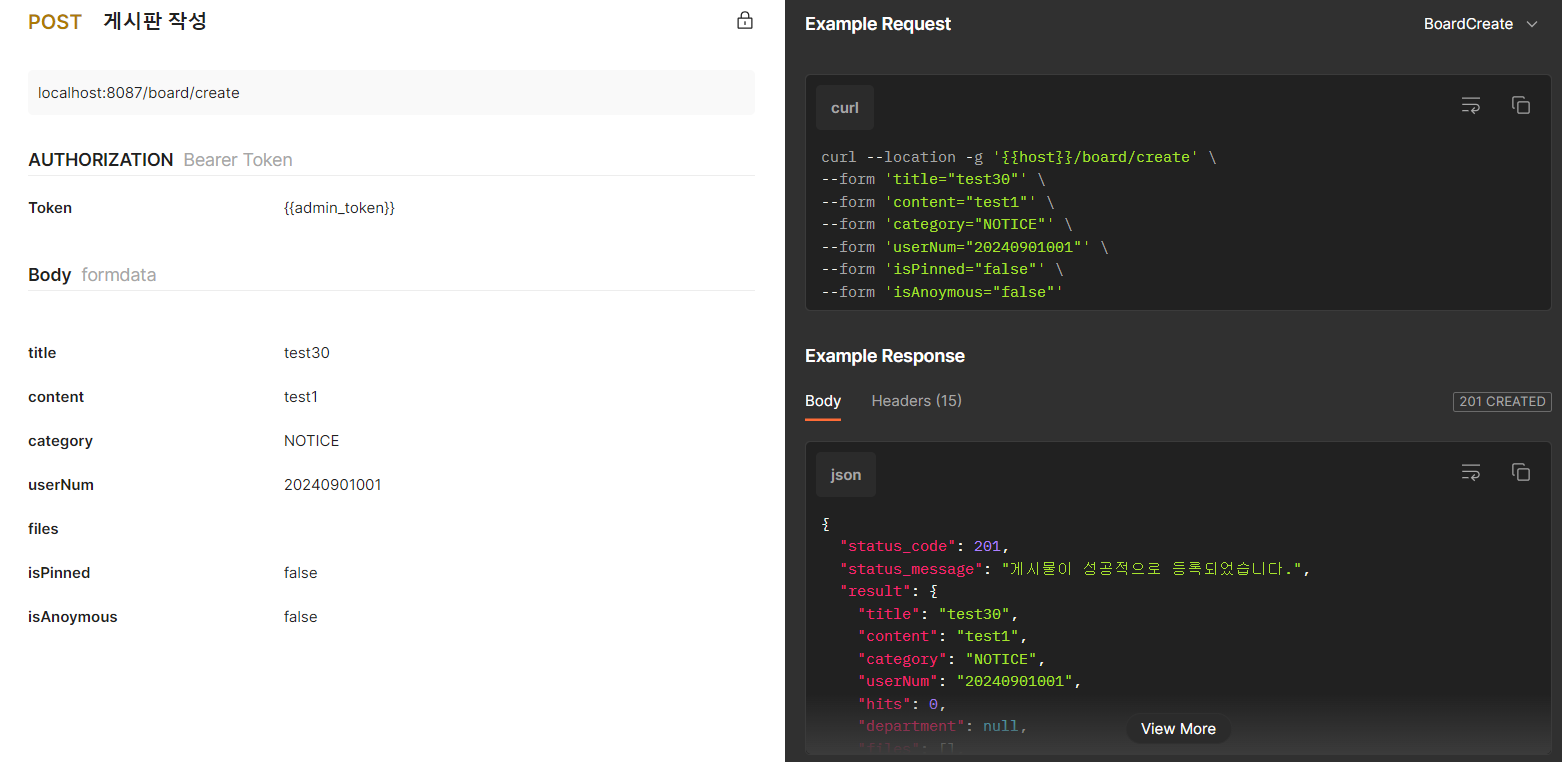 POST 게시판 작성
localhost:8087/board/create
AUTHORIZATION Bearer Token
Token {{admin_token}}
Body formdata
title test30
content test1
category NOTICE
userNum 20240901001
files
isPinned false
isAnoymous false
Example Request BoardCreate
curl
curl --location -g '{{host}}/board/create' \
--form 'title="test30"' \
--form 'content="test1"' \
--form 'category="NOTICE"' \
--form 'userNum="20240901001"' \
--form 'isPinned="false"' \
--form 'isAnoymous="false"'
Example Response
Body Headers (15) 201 CREATED
json
{
"status_code": 201,
"status_message": "게시물이 성공적으로 등록되었습니다.",
"result": {
"title": "test30",
"content": "test1",
"category": "NOTICE",
"userNum": "20240901001",
"hits": 0,
"department": null,
"files": []
View More